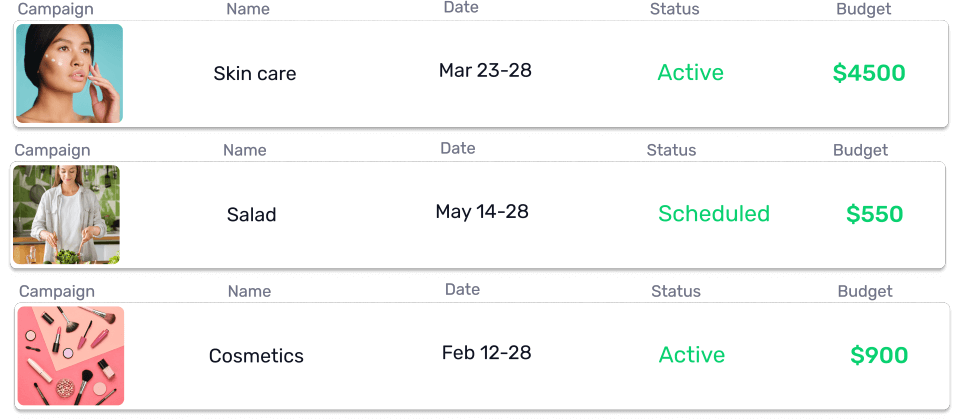 Campaign Name Date Status Budget
Skin care Mar 23-28 Active $4500
Campaign Name Date Status Budget
Salad May 14-28 Scheduled $550
Campaign Name Date Status Budget
Cosmetics Feb 12-28 Active $900